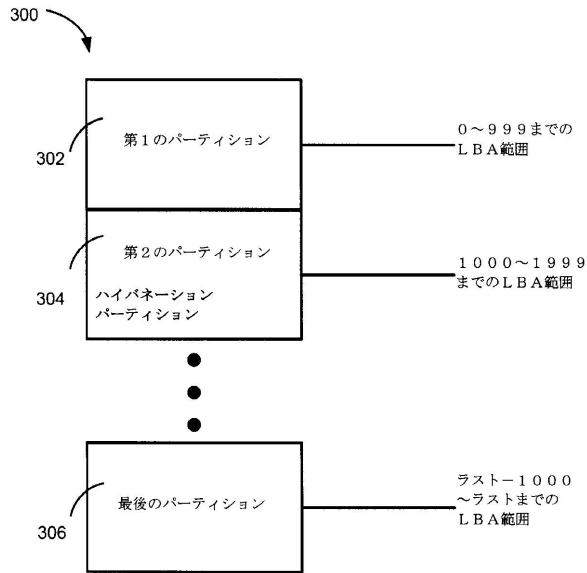 300
302
第１のパーティション
０～９９９までの
ＬＢＡ範囲
304
第２のパーティション
ハイバネーション
パーティション
１０００～１９９９
までのＬＢＡ範囲
306
最後のパーティション
ラスト－１０００
～ラストまでの
ＬＢＡ範囲